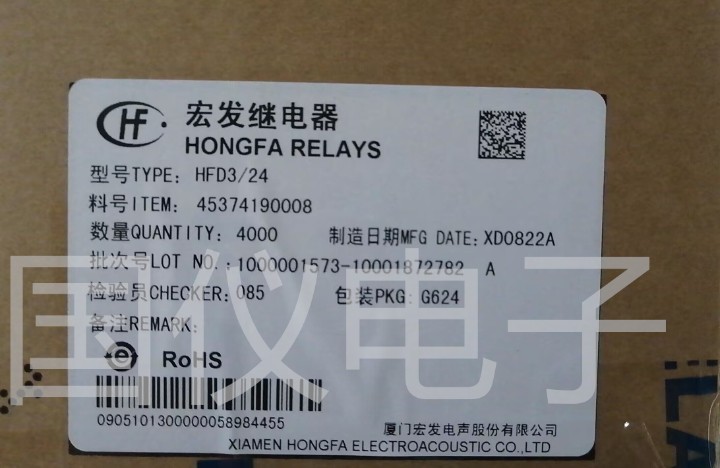 HF 宏发继电器
HONGFA RELAYS
型号TYPE: HFD3/24
料号ITEM: 45374190008
数量QUANTITY: 4000 制造日期MFG DATE: XD0822A
批次号LOT NO.:1000001573-10001872782 A
检验员CHECKER: 085 包装PKG: G624
备注REMARK:
国仪电子
e RoHS
0905101300000058984455
厦门宏发电声股份有限公司
XIAMEN HONGFA ELECTROACOUSTIC CO.,LTD
LA